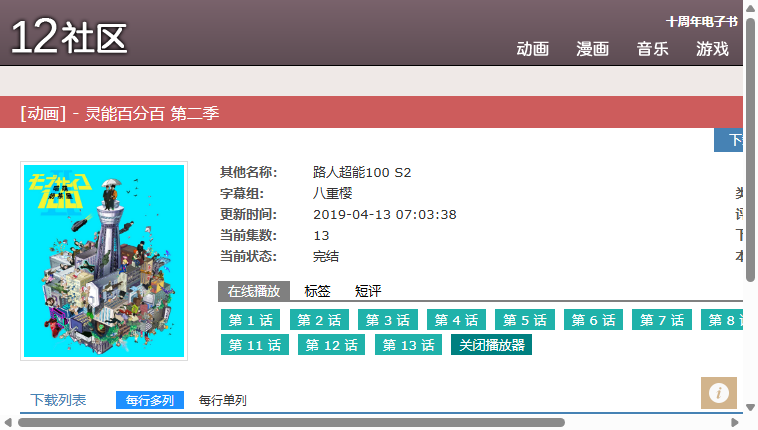 12社区
十周年电子书
动画 漫画 音乐 游戏
[动画] - 灵能百分百 第二季
下
其他名称: 路人超能100 S2
字幕组: 八重樱
更新时间: 2019-04-13 07:03:38
当前集数: 13
当前状态: 完结
在线播放 标签 短评
第 1 话 第 2 话 第 3 话 第 4 话 第 5 话 第 6 话 第 7 话 第 8
第 11 话 第 12 话 第 13 话 关闭播放器
下载列表 每行多列 每行单列
モブサイコ
100